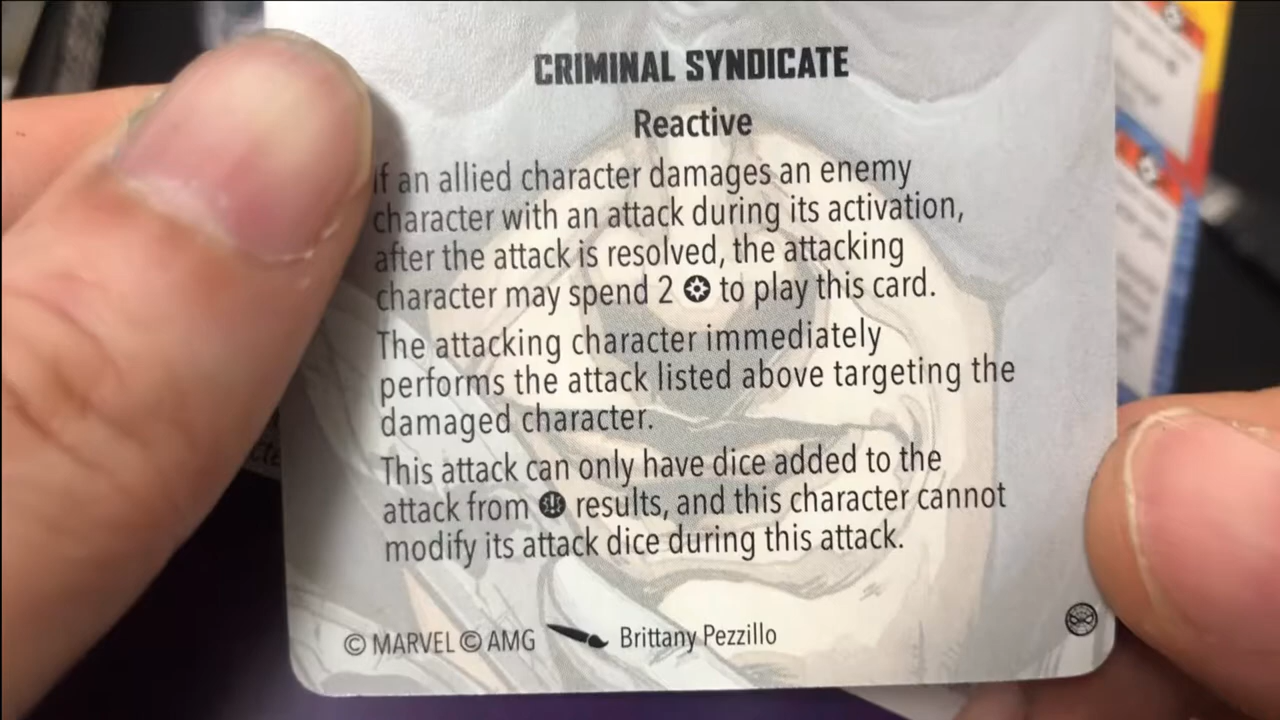 CRIMINAL SYNDICATE
Reactive
If an allied character damages an enemy
character with an attack during its activation,
after the attack is resolved, the attacking
character may spend 2 to play this card.
The attacking character immediately
performs the attack listed above targeting the
damaged character.
This attack can only have dice added to the
attack from results, and this character cannot
modify its attack dice during this attack.
© MARVEL © AMG Brittany Pezzillo